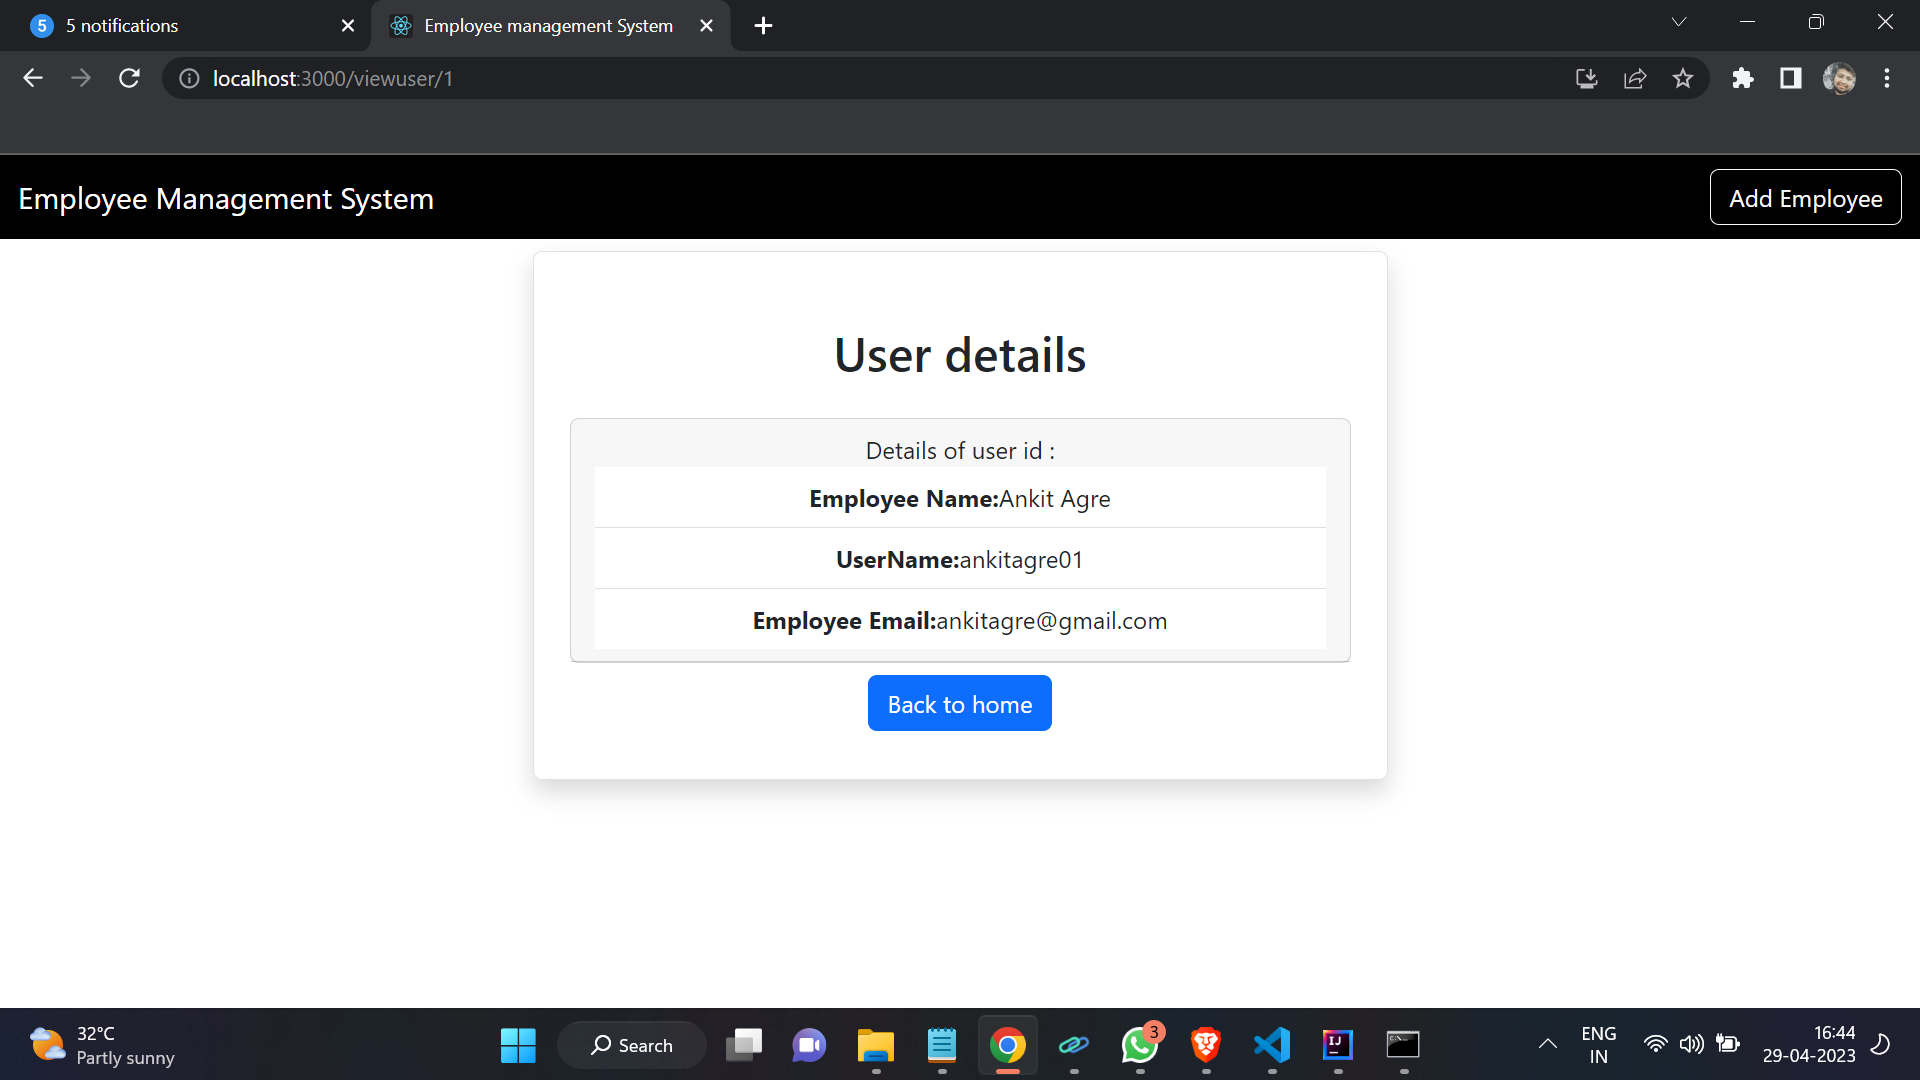 5 5 notifications
Employee management System
localhost:3000/viewuser/1
Employee Management System
Add Employee
User details
Details of user id :
Employee Name:Ankit Agre
UserName:ankitagre01
Employee Email:ankitagre@gmail.com
Back to home
32°C
Partly sunny
Search
3
IJ
ENG
IN
16:44
29-04-2023